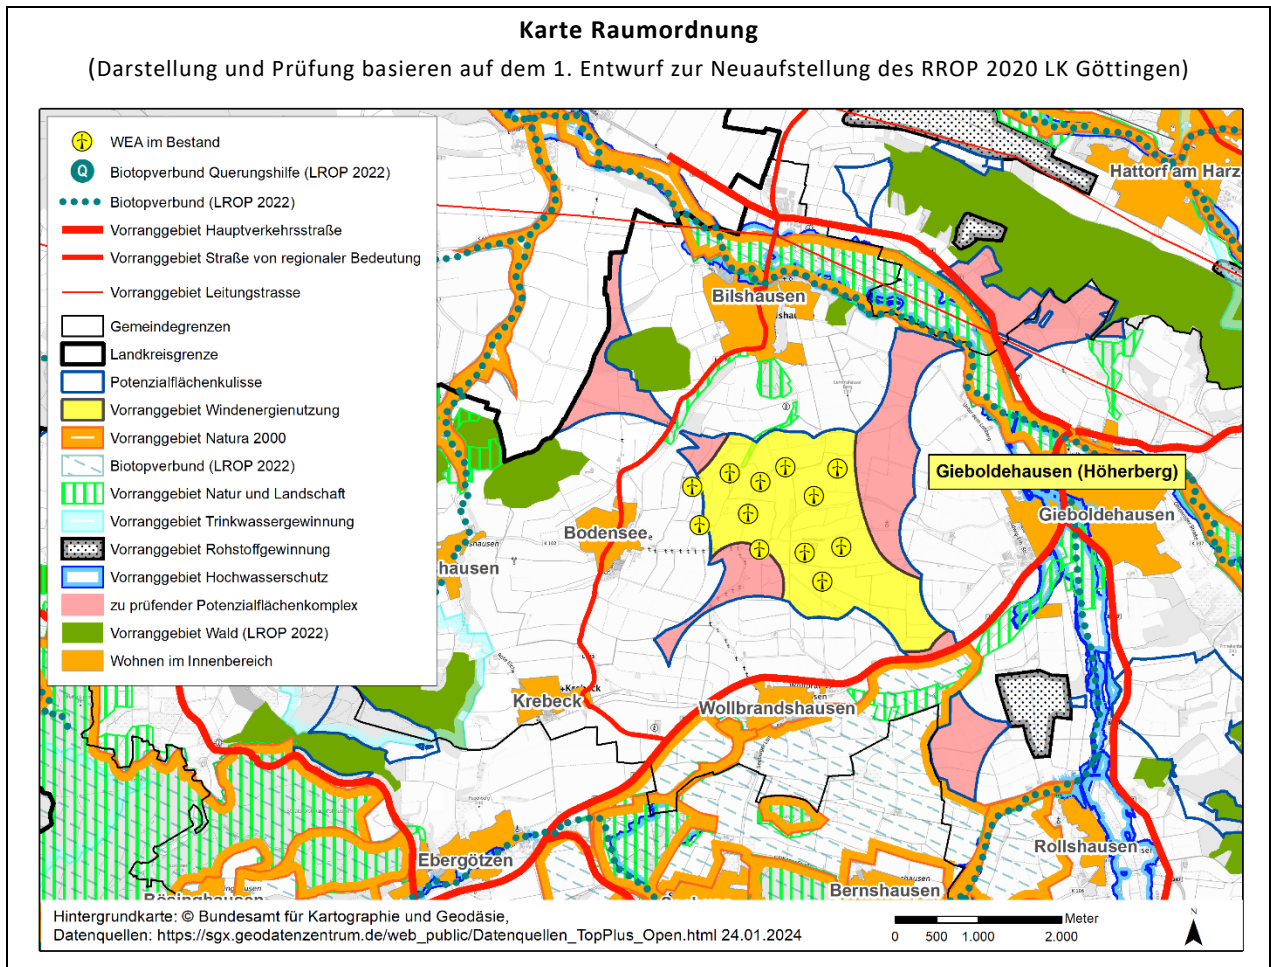 Karte Raumordnung
(Darstellung und Prüfung basieren auf dem 1. Entwurf zur Neuaufstellung des RROP 2020 LK Göttingen)
WEA im Bestand
Q
Biotopverbund Querungshilfe (LROP 2022)
Biotopverbund (LROP 2022)
Vorranggebiet Hauptverkehrsstraße
Vorranggebiet Straße von regionaler Bedeutung
Vorranggebiet Leitungstrasse
Gemeindegrenzen
Landkreisgrenze
Potenzialflächenkulisse
Vorranggebiet Windenergienutzung
Vorranggebiet Natura 2000
Biotopverbund (LROP 2022)
Vorranggebiet Natur und Landschaft
Vorranggebiet Trinkwassergewinnung
Vorranggebiet Rohstoffgewinnung
Vorranggebiet Hochwasserschutz
zu prüfender Potenzialflächenkomplex
Vorranggebiet Wald (LROP 2022)
Wohnen im Innenbereich
Hattorf am Harz
Bilshausen
Gieboldehausen (Höherberg)
Gieboldehausen
Bodensee
hausen
Krebeck
Wollbrandshausen
Rollshausen
Ebergötzen
Bernshausen
Bösinghausen
Hintergrundkarte: © Bundesamt für Kartographie und Geodäsie,
Datenquellen: https://sgx.geodatenzentrum.de/web_public/Datenquellen_TopPlus_Open.html 24.01.2024
Meter
0 500 1.000 2.000
N